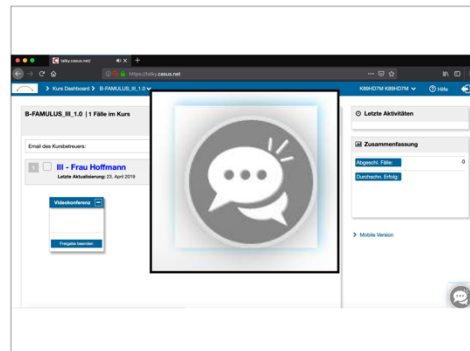 talky.casus.net/
https://talky.casus.net
Kurs Dashboard
B-FAMULUS_III_1.0
K89HD7M K89HD7M
Hilfe
B-FAMULUS_III_1.0 | 1 Fälle im Kurs
Email des Kursbetreuers:
III - Frau Hoffmann
Letzte Aktualisierung: 23. April 2019
Videokonferenz
Freigabe beenden
Letzte Aktivitäten
Zusammenfassung
Abgeschl. Fälle: 0
Durchschn. Erfolg:
Mobile Version